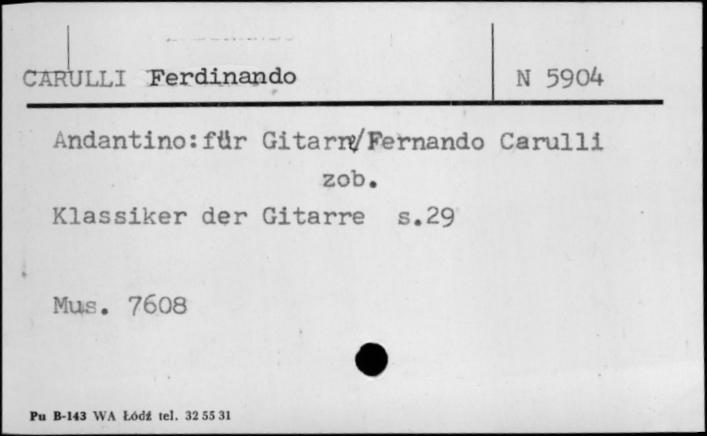 CARULLI Ferdinando N 5904
Andantino:für Gitarre/Fernando Carulli
zob.
Klassiker der Gitarre s.29
Mus. 7608
Pu B-143 WA Łódź tel. 32 55 31